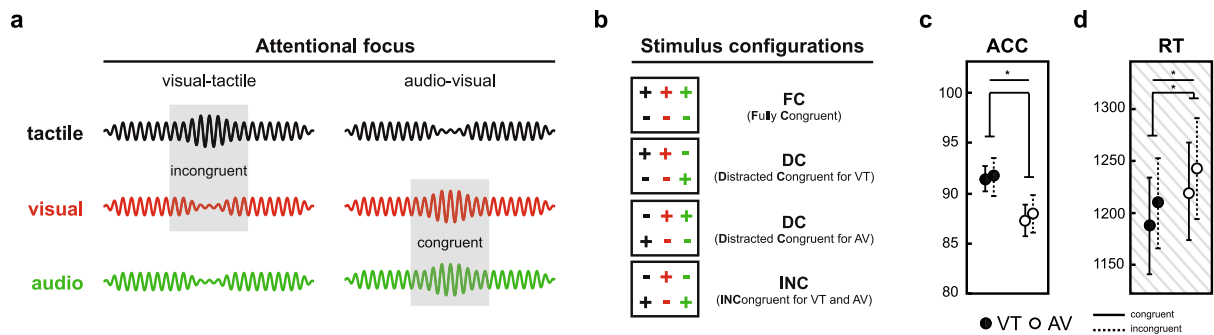 a
Attentional focus
visual-tactile
audio-visual
tactile
incongruent
visual
congruent
audio
b
Stimulus configurations
+ + +
- - -
FC
(Fully Congruent)
+ + -
- - +
DC
(Distracted Congruent for VT)
- + +
+ - -
DC
(Distracted Congruent for AV)
- + -
+ - +
INC
(INCongruent for VT and AV)
c
ACC
*
100
95
90
85
80
VT AV
d
RT
*
*
1300
1250
1200
1150
congruent
incongruent